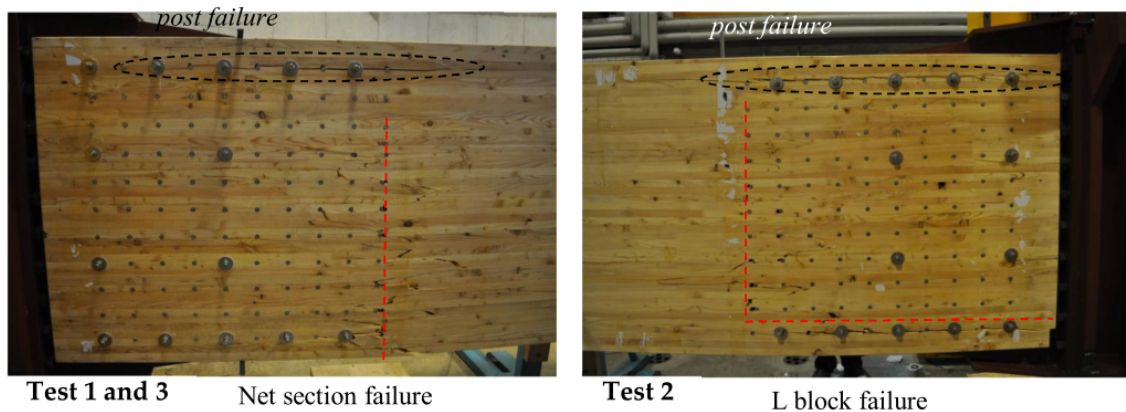 post failure
post failure
Test 1 and 3
Net section failure
Test 2
L block failure